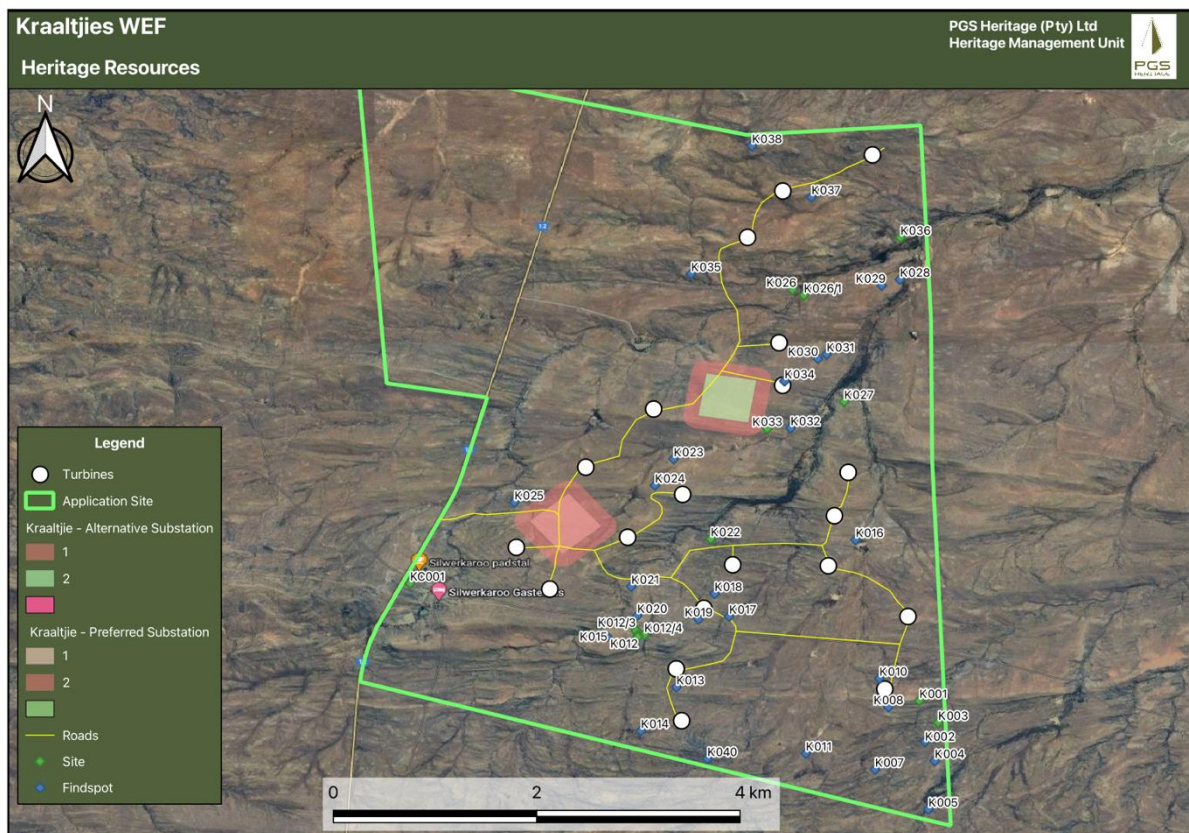 Kraaltjies WEF
Heritage Resources
PGS Heritage (Pty) Ltd
Heritage Management Unit
PGS
HERITAGE
N
K038
K037
K036
K035
K026
K026/1
K029
K028
K030
K031
K034
K027
K033
K032
K023
K024
K025
K022
K016
Silwerkaroo padstal
KC001
Silwerkaroo
K021
K018
K020
K019
K017
K012/3
K012/4
K015
K012
K013
K010
K008
K001
K003
K014
K002
K040
K011
K004
K007
K005
12
Legend
Turbines
Application Site
Kraaltjie - Alternative Substation
1
2
Kraaltjie - Preferred Substation
1
2
Roads
Site
Findspot
0
2
4 km